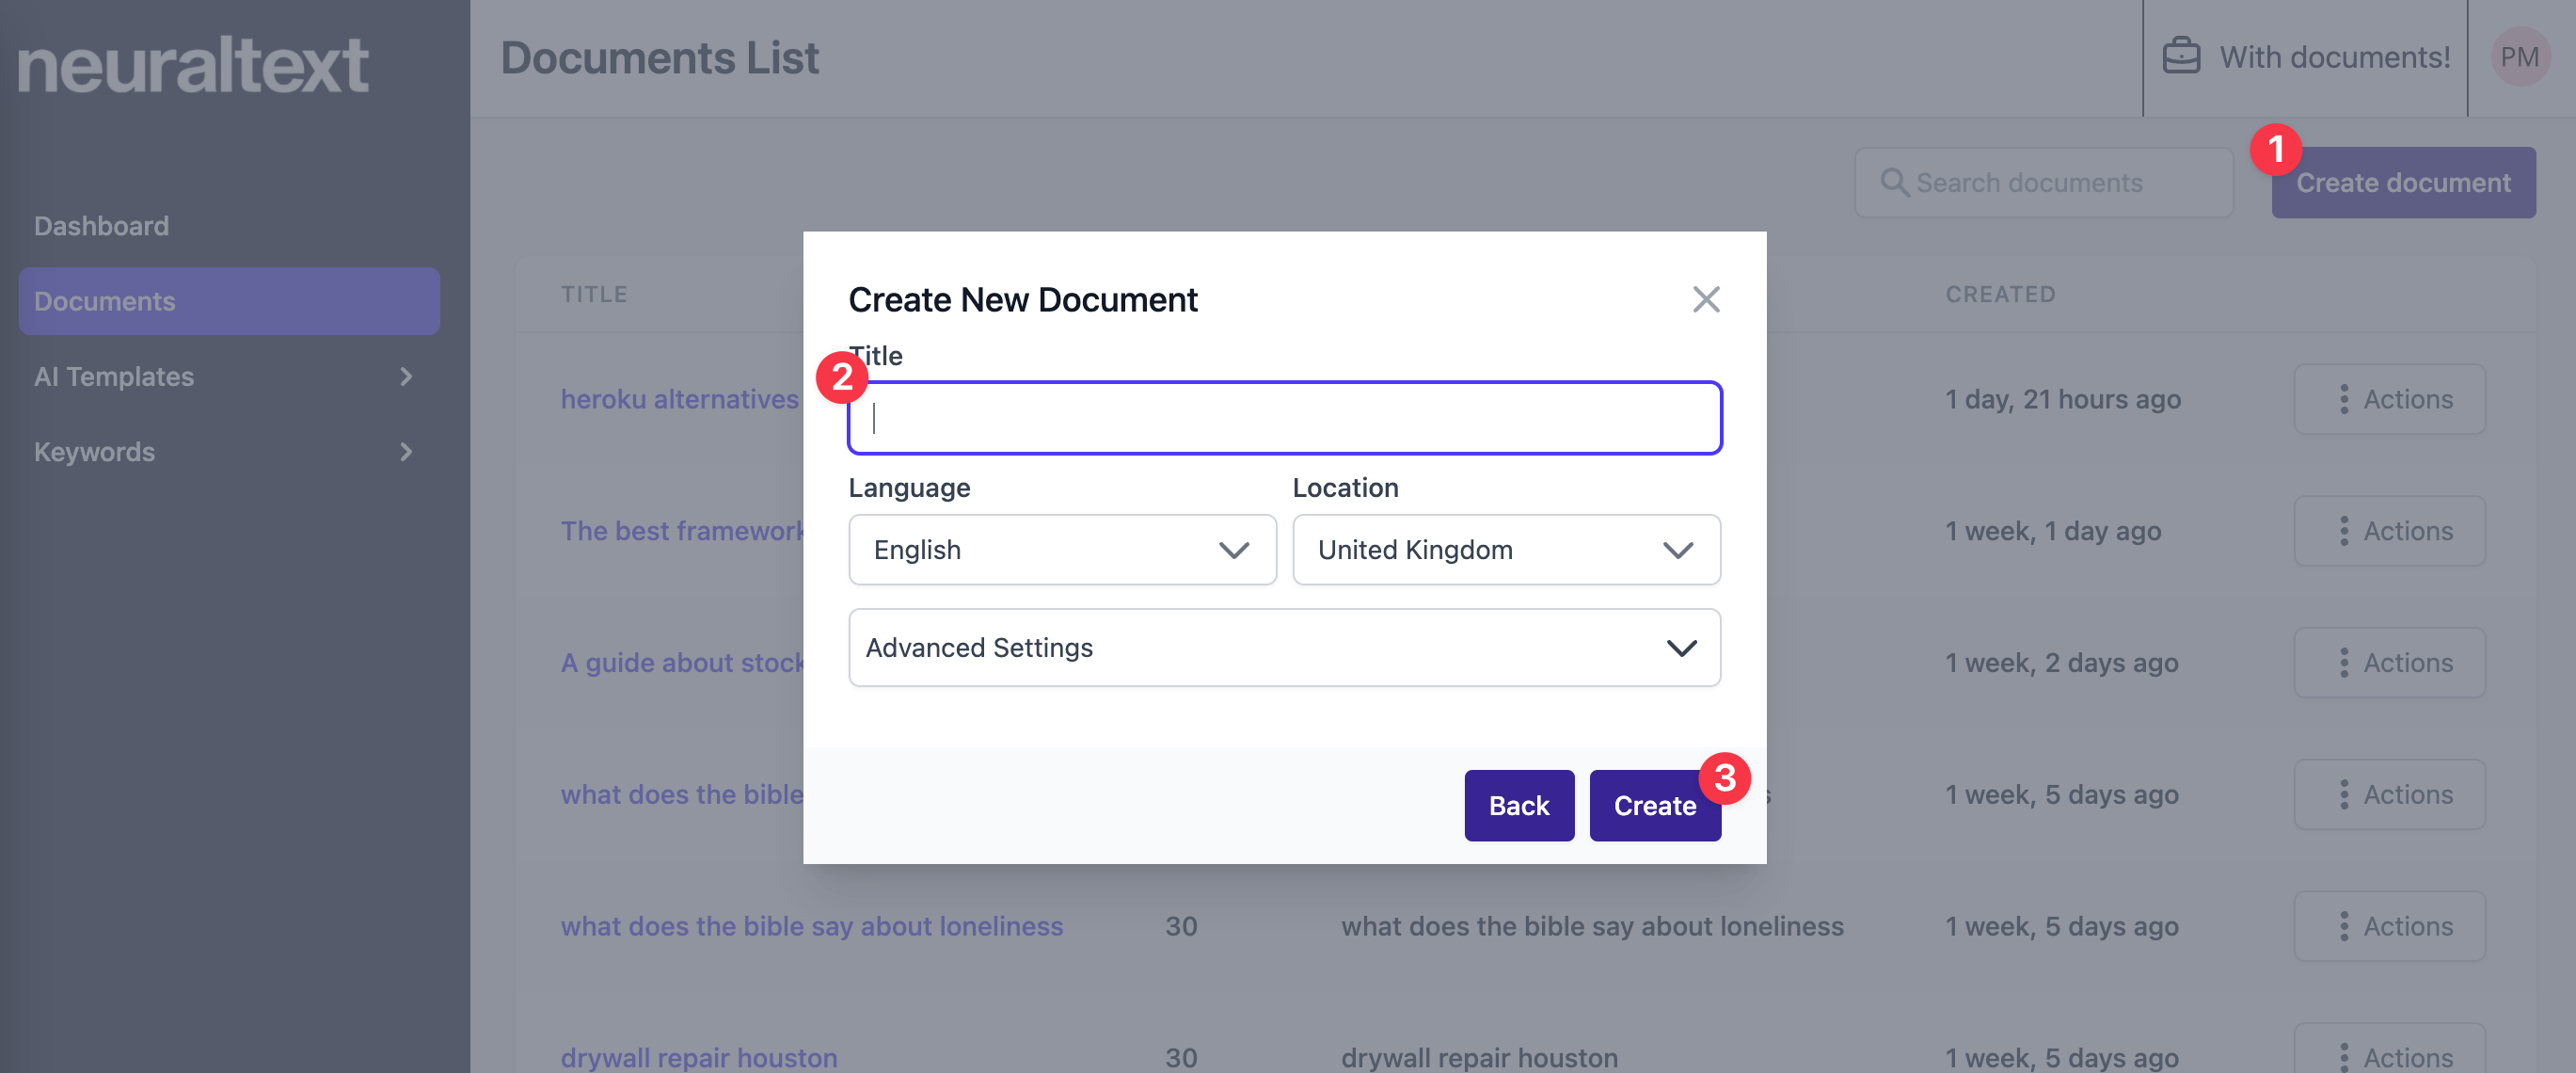 neuraltext
Documents List
With documents!
PM
Dashboard
Documents
AI Templates
Keywords
Search documents
1
Create document
TITLE
CREATED
heroku alternatives
1 day, 21 hours ago
Actions
The best framework
1 week, 1 day ago
Actions
A guide about stock
1 week, 2 days ago
Actions
what does the bible
1 week, 5 days ago
Actions
what does the bible say about loneliness
30
what does the bible say about loneliness
1 week, 5 days ago
Actions
drywall repair houston
30
drywall repair houston
1 week, 5 days ago
Actions
Create New Document
Title
2
Language
Location
English
United Kingdom
Advanced Settings
Back
Create
3